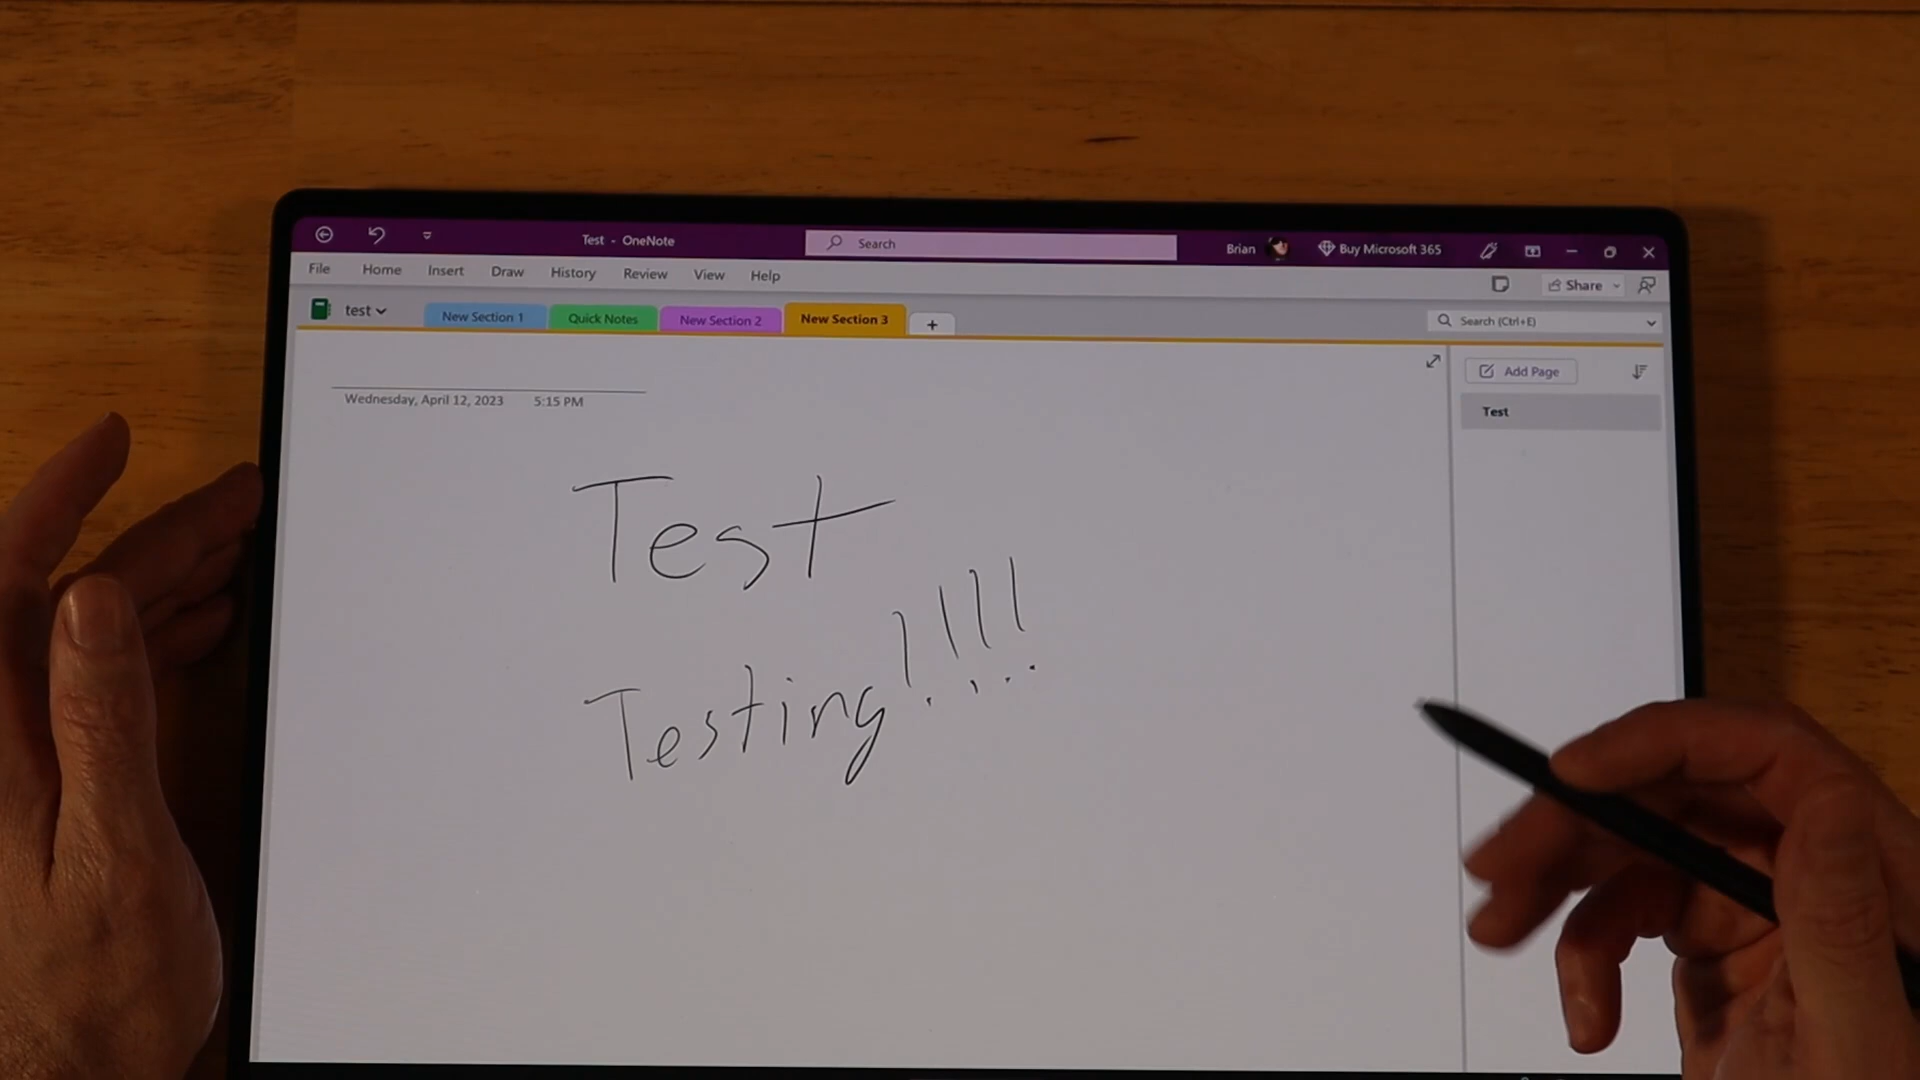 Test - OneNote
Search
Brian
Buy Microsoft 365
File Home Insert Draw History Review View Help
Share
test
New Section 1
Quick Notes
New Section 2
New Section 3
+
Search (Ctrl+E)
Add Page
Test
Wednesday, April 12, 2023 5:15 PM
Test
Testing!!!!